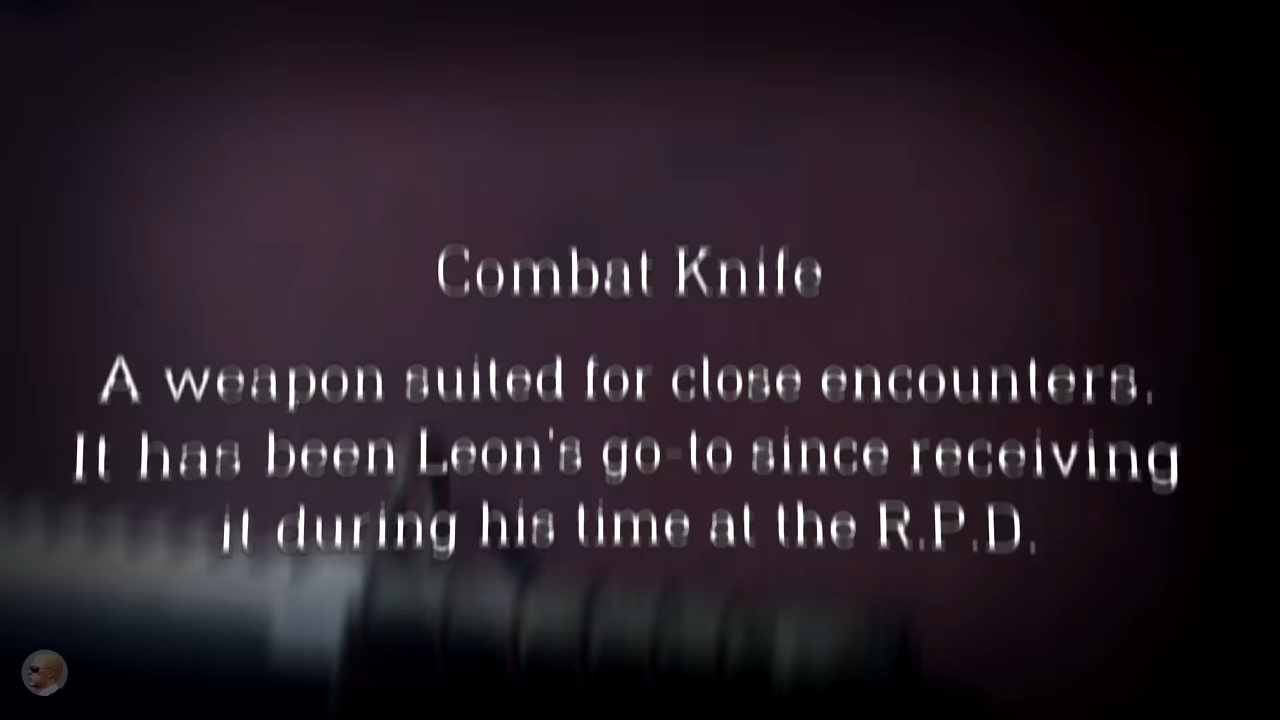 Combat Knife
A weapon suited for close encounters.
It has been Leon's go-to since receiving
it during his time at the R.P.D.